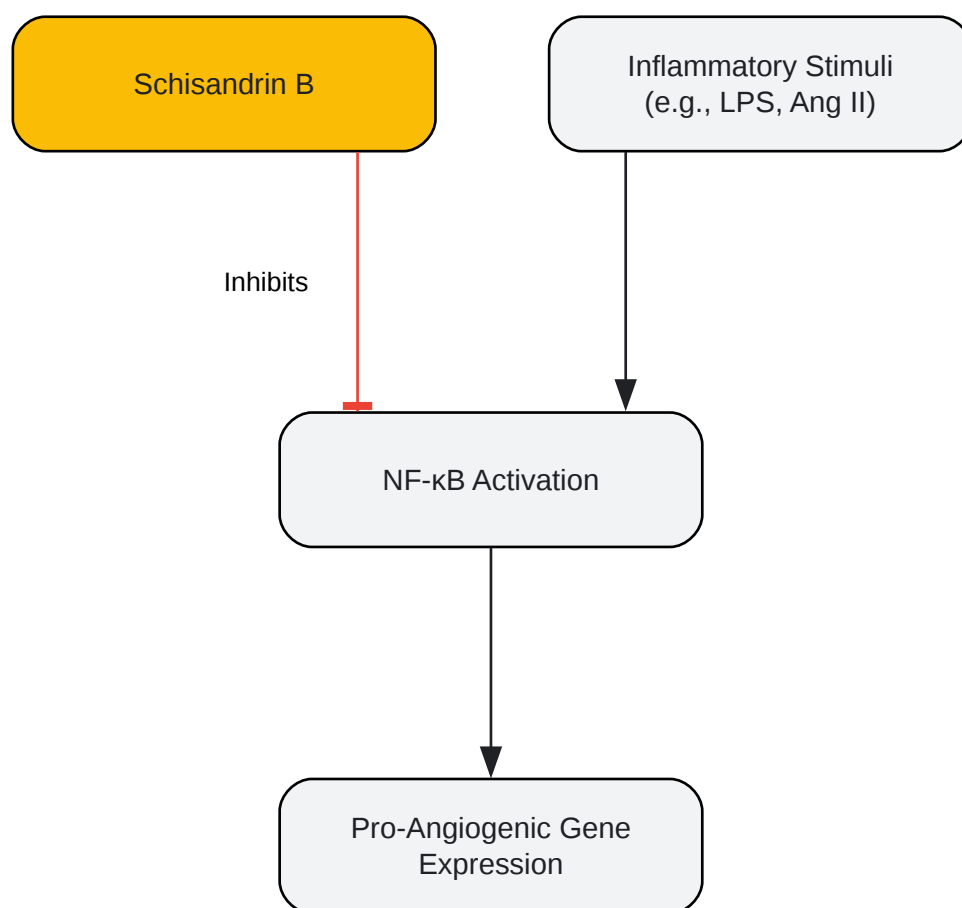 Schisandrin B
Inflammatory Stimuli
(e.g., LPS, Ang II)
Inhibits
NF-κB Activation
Pro-Angiogenic Gene
Expression